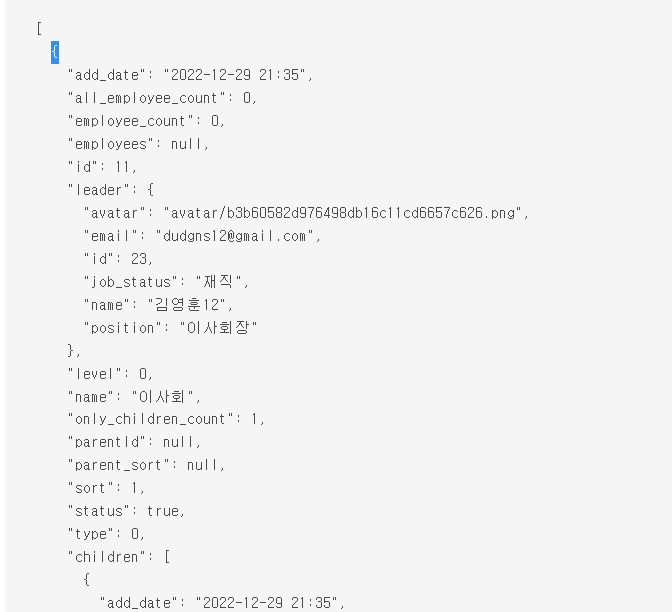 [
{
"add_date": "2022-12-29 21:35",
"all_employee_count": 0,
"employee_count": 0,
"employees": null,
"id": 11,
"leader": {
"avatar": "avatar/b3b60582d976498db16c11cd6657c626.png",
"email": "dudgns12@gmail.com",
"id": 23,
"job_status": "재직",
"name": "김영훈12",
"position": "이사회장"
},
"level": 0,
"name": "이사회",
"only_children_count": 1,
"parentId": null,
"parent_sort": null,
"sort": 1,
"status": true,
"type": 0,
"children": [
{
"add_date": "2022-12-29 21:35",